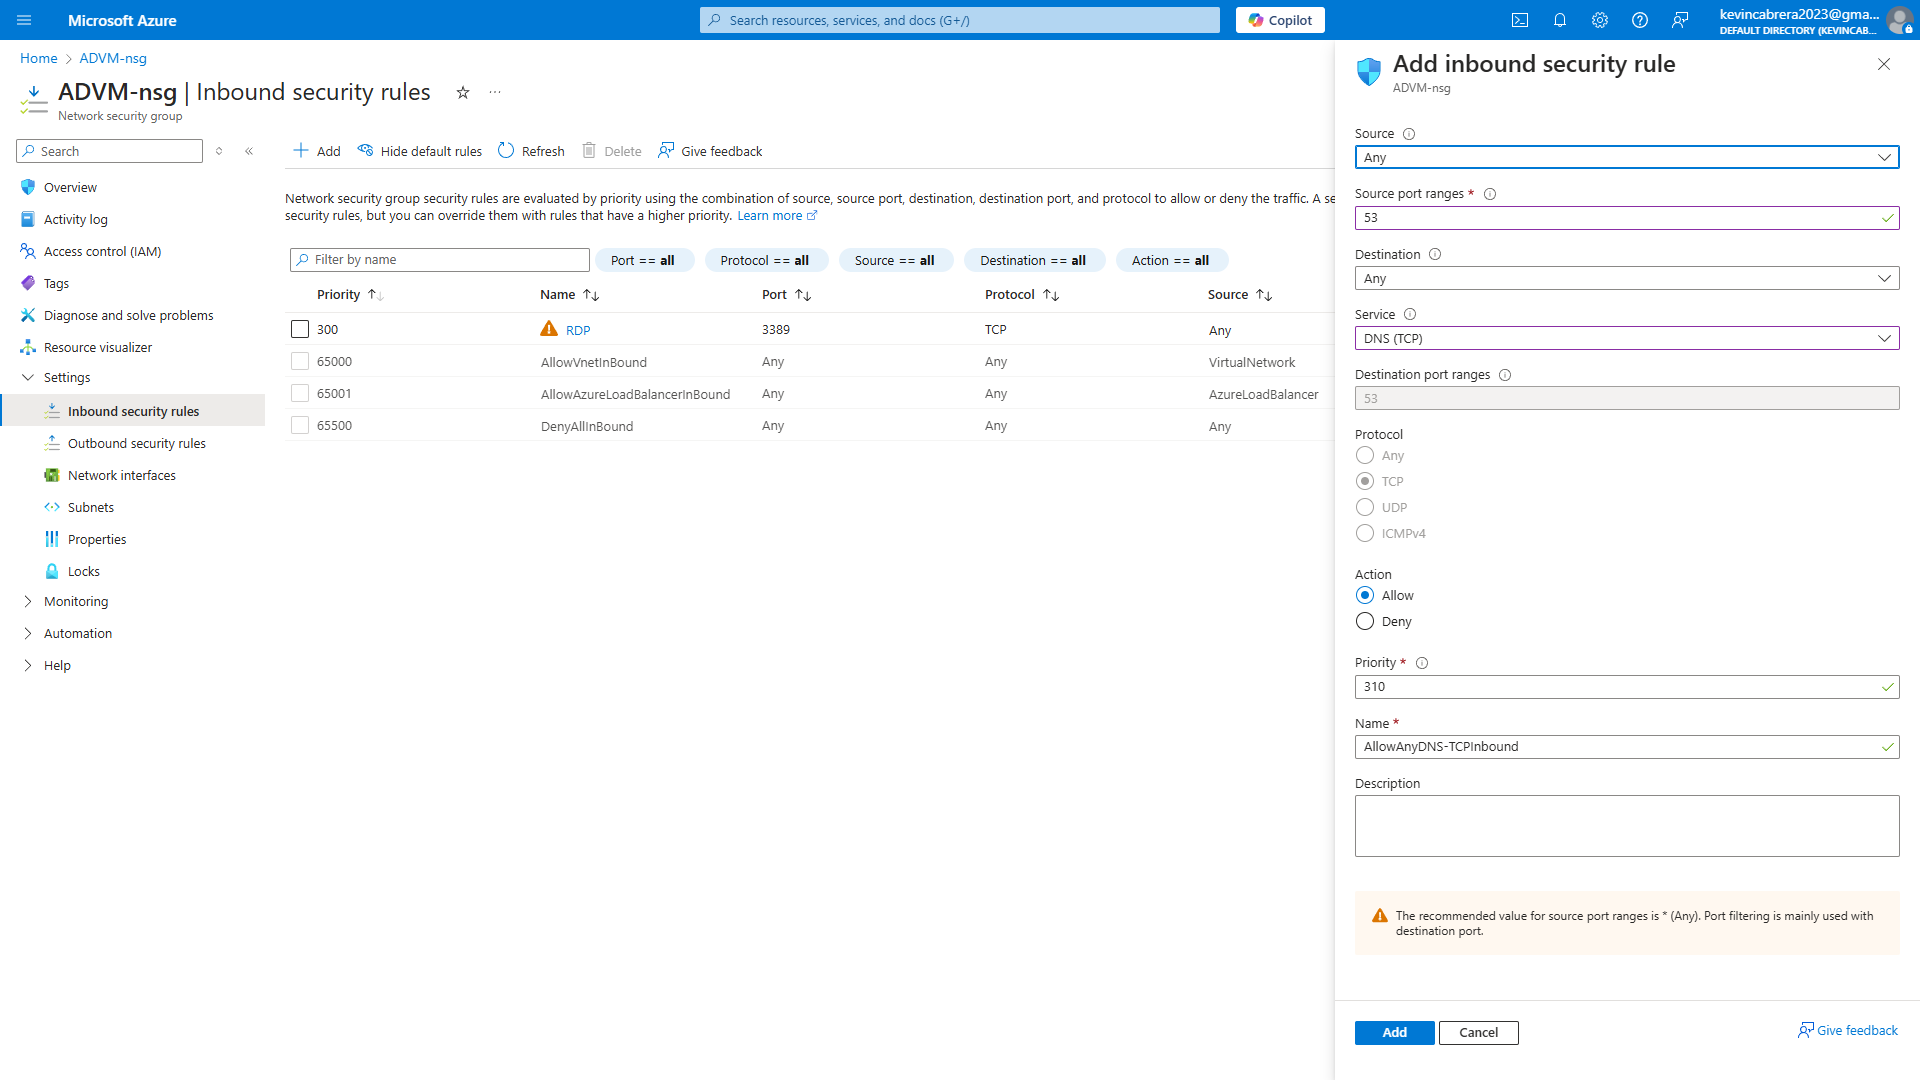 Microsoft Azure
Search resources, services, and docs (G+/)
Copilot
kevincabrera2023@gma...
DEFAULT DIRECTORY (KEVINCAB...
Home > ADVM-nsg
ADVM-nsg | Inbound security rules
Network security group
Search
Overview
Activity log
Access control (IAM)
Tags
Diagnose and solve problems
Resource visualizer
Settings
Inbound security rules
Outbound security rules
Network interfaces
Subnets
Properties
Locks
Monitoring
Automation
Help
Add Hide default rules Refresh Delete Give feedback
Network security group security rules are evaluated by priority using the combination of source, source port, destination, destination port, and protocol to allow or deny the traffic. A se
security rules, but you can override them with rules that have a higher priority. Learn more
Filter by name Port == all Protocol == all Source == all Destination == all Action == all
Priority ↑↓ Name ↑↓ Port ↑↓ Protocol ↑↓ Source ↑↓
300 RDP 3389 TCP Any
65000 AllowVnetInBound Any Any VirtualNetwork
65001 AllowAzureLoadBalancerInBound Any Any AzureLoadBalancer
65500 DenyAllInBound Any Any Any
Add inbound security rule
ADVM-nsg
Source
Any
Source port ranges *
53
Destination
Any
Service
DNS (TCP)
Destination port ranges
53
Protocol
Any
TCP
UDP
ICMPv4
Action
Allow
Deny
Priority *
310
Name *
AllowAnyDNS-TCPInbound
Description
The recommended value for source port ranges is * (Any). Port filtering is mainly used with
destination port.
Add Cancel Give feedback